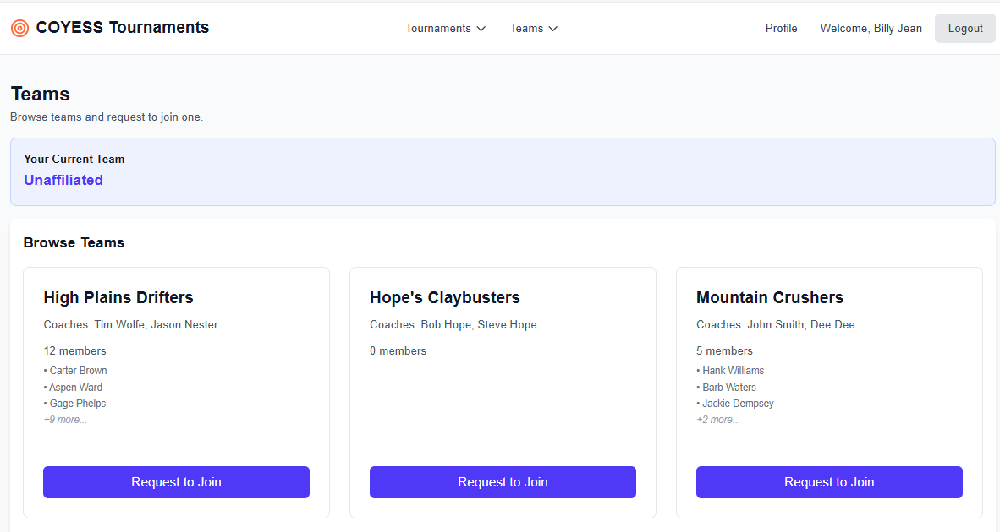 COYESS Tournaments
Tournaments
Teams
Profile
Welcome, Billy Jean
Logout
Teams
Browse teams and request to join one.
Your Current Team
Unaffiliated
Browse Teams
High Plains Drifters
Coaches: Tim Wolfe, Jason Nester
12 members
• Carter Brown
• Aspen Ward
• Gage Phelps
+9 more...
Request to Join
Hope's Claybusters
Coaches: Bob Hope, Steve Hope
0 members
Request to Join
Mountain Crushers
Coaches: John Smith, Dee Dee
5 members
• Hank Williams
• Barb Waters
• Jackie Dempsey
+2 more...
Request to Join